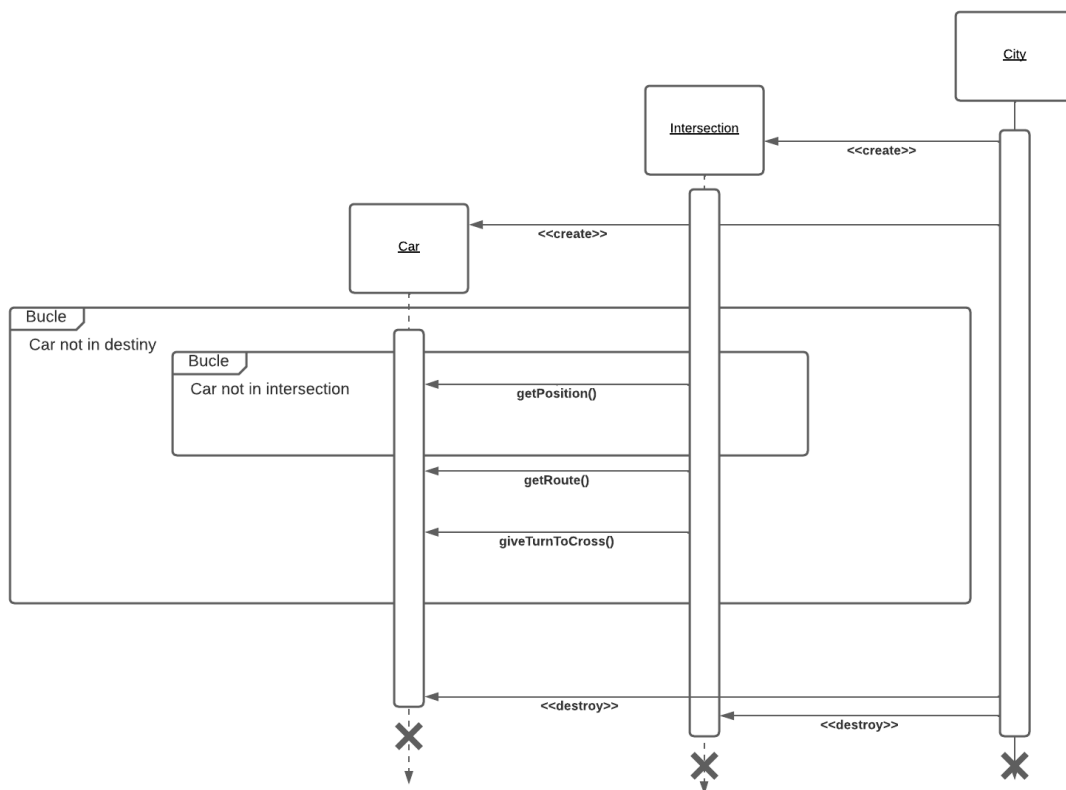 City
Intersection
<<create>>
<<create>>
Car
Bucle
Car not in destiny
Bucle
Car not in intersection
getPosition()
getRoute()
giveTurnToCross()
<<destroy>>
<<destroy>>